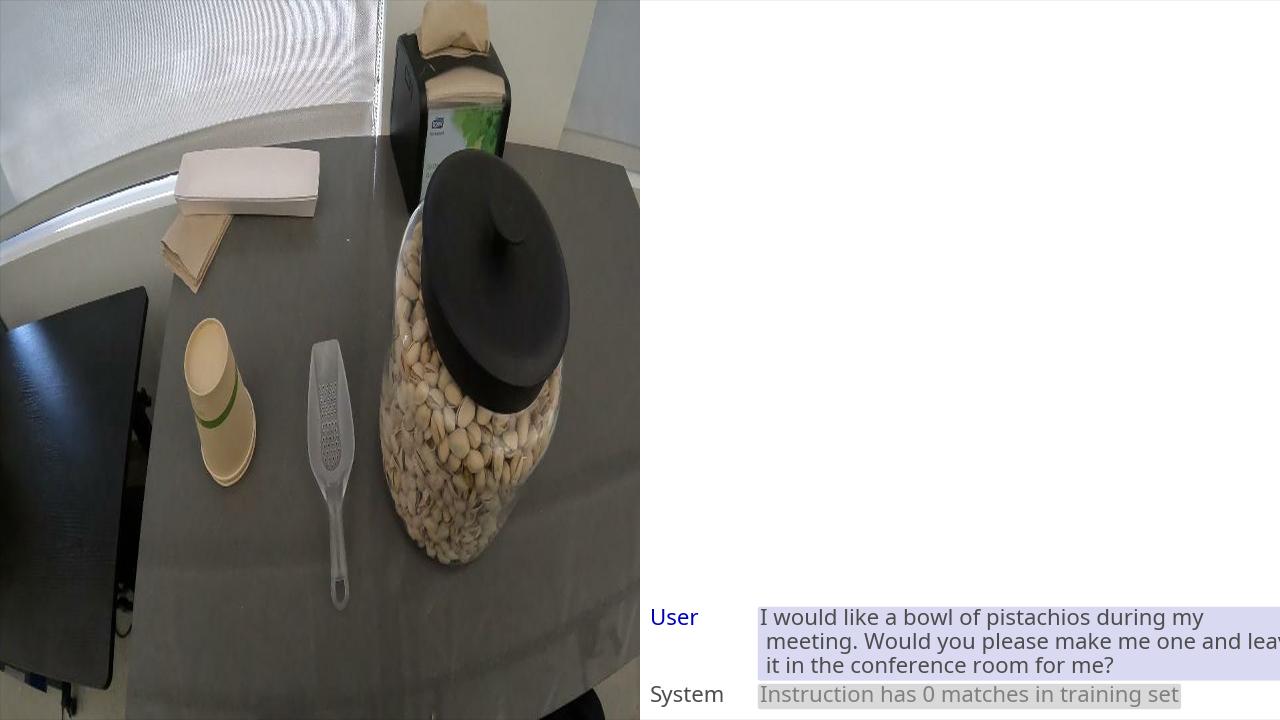 User
I would like a bowl of pistachios during my
meeting. Would you please make me one and
it in the conference room for me?
System
Instruction has 0 matches in training set